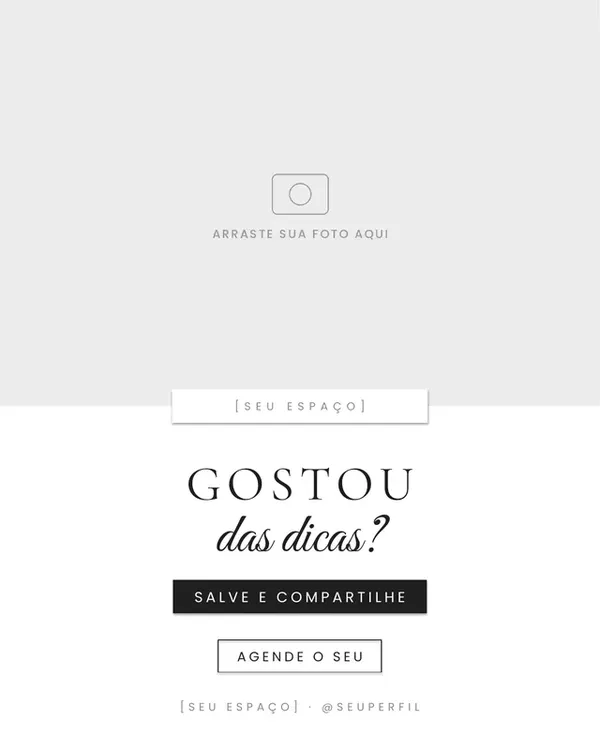 ARRASTE SUA FOTO AQUI
[SEU ESPAÇO]
GOSTOU
das dicas?
SALVE E COMPARTILHE
AGENDE O SEU
[SEU ESPAÇO] · @SEUPERFIL